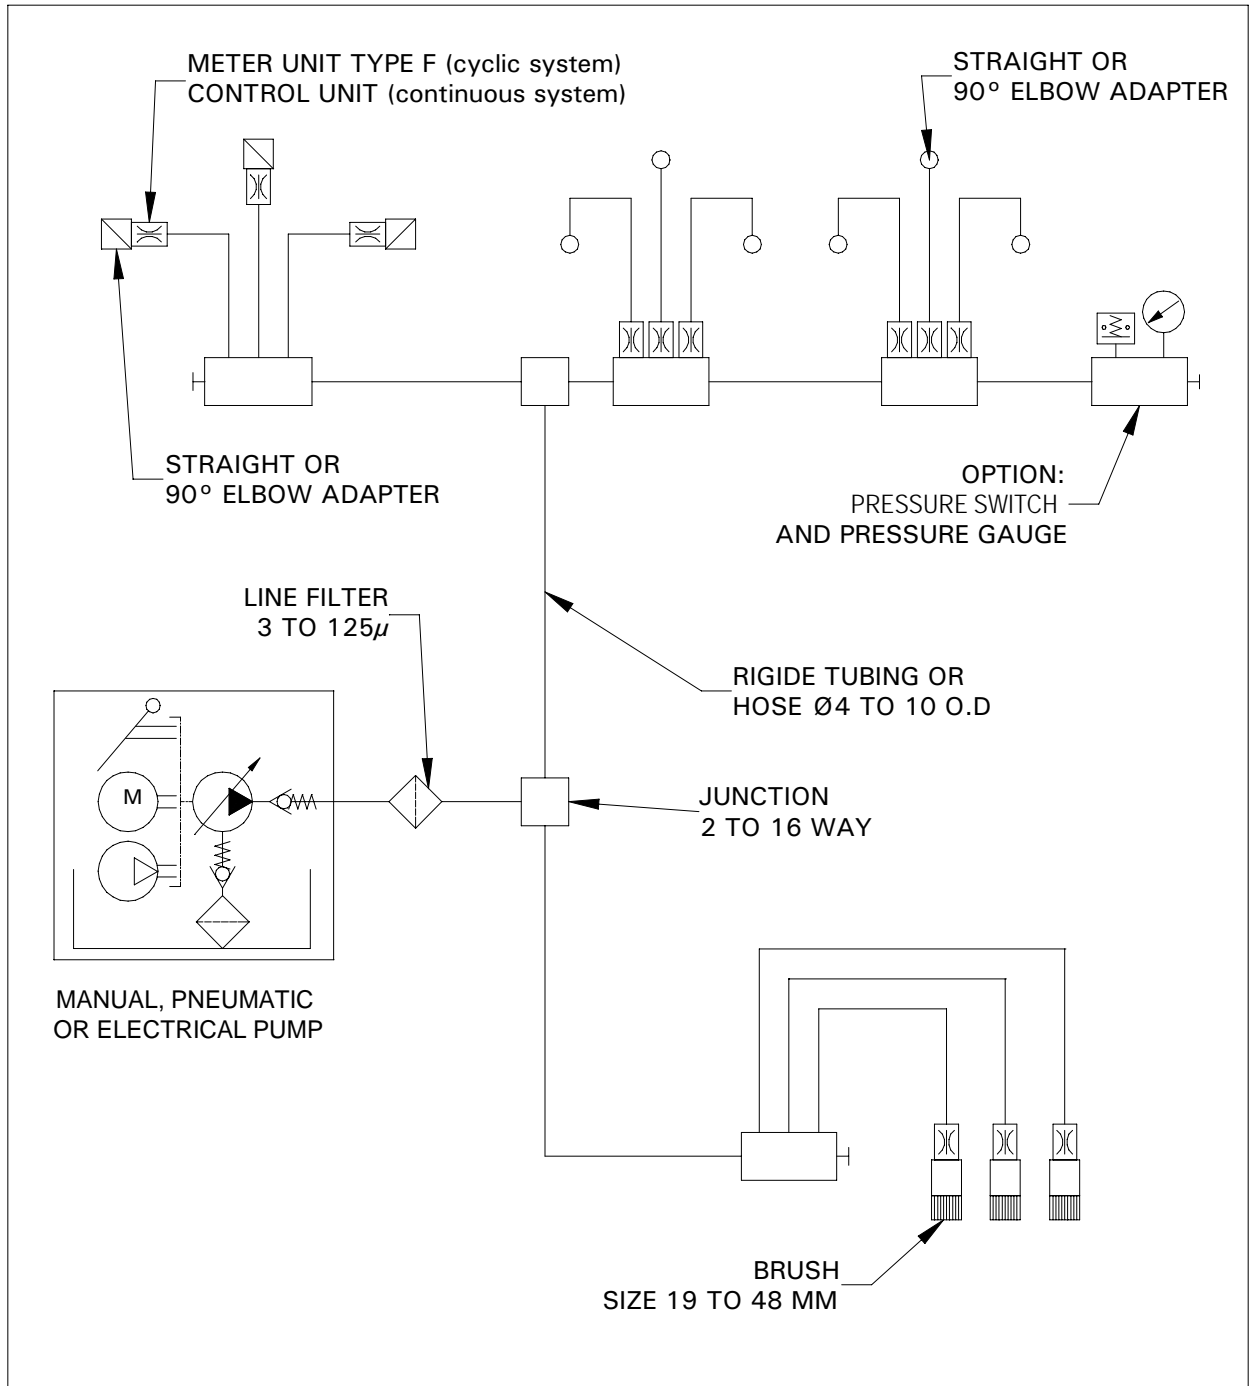 METER UNIT TYPE F (cyclic system)
CONTROL UNIT (continuous system)
STRAIGHT OR
90º ELBOW ADAPTER
STRAIGHT OR
90º ELBOW ADAPTER
OPTION:
PRESSURE SWITCH
AND PRESSURE GAUGE
LINE FILTER
3 TO 125µ
RIGIDE TUBING OR
HOSE Ø4 TO 10 O.D
M
JUNCTION
2 TO 16 WAY
MANUAL, PNEUMATIC
OR ELECTRICAL PUMP
BRUSH
SIZE 19 TO 48 MM